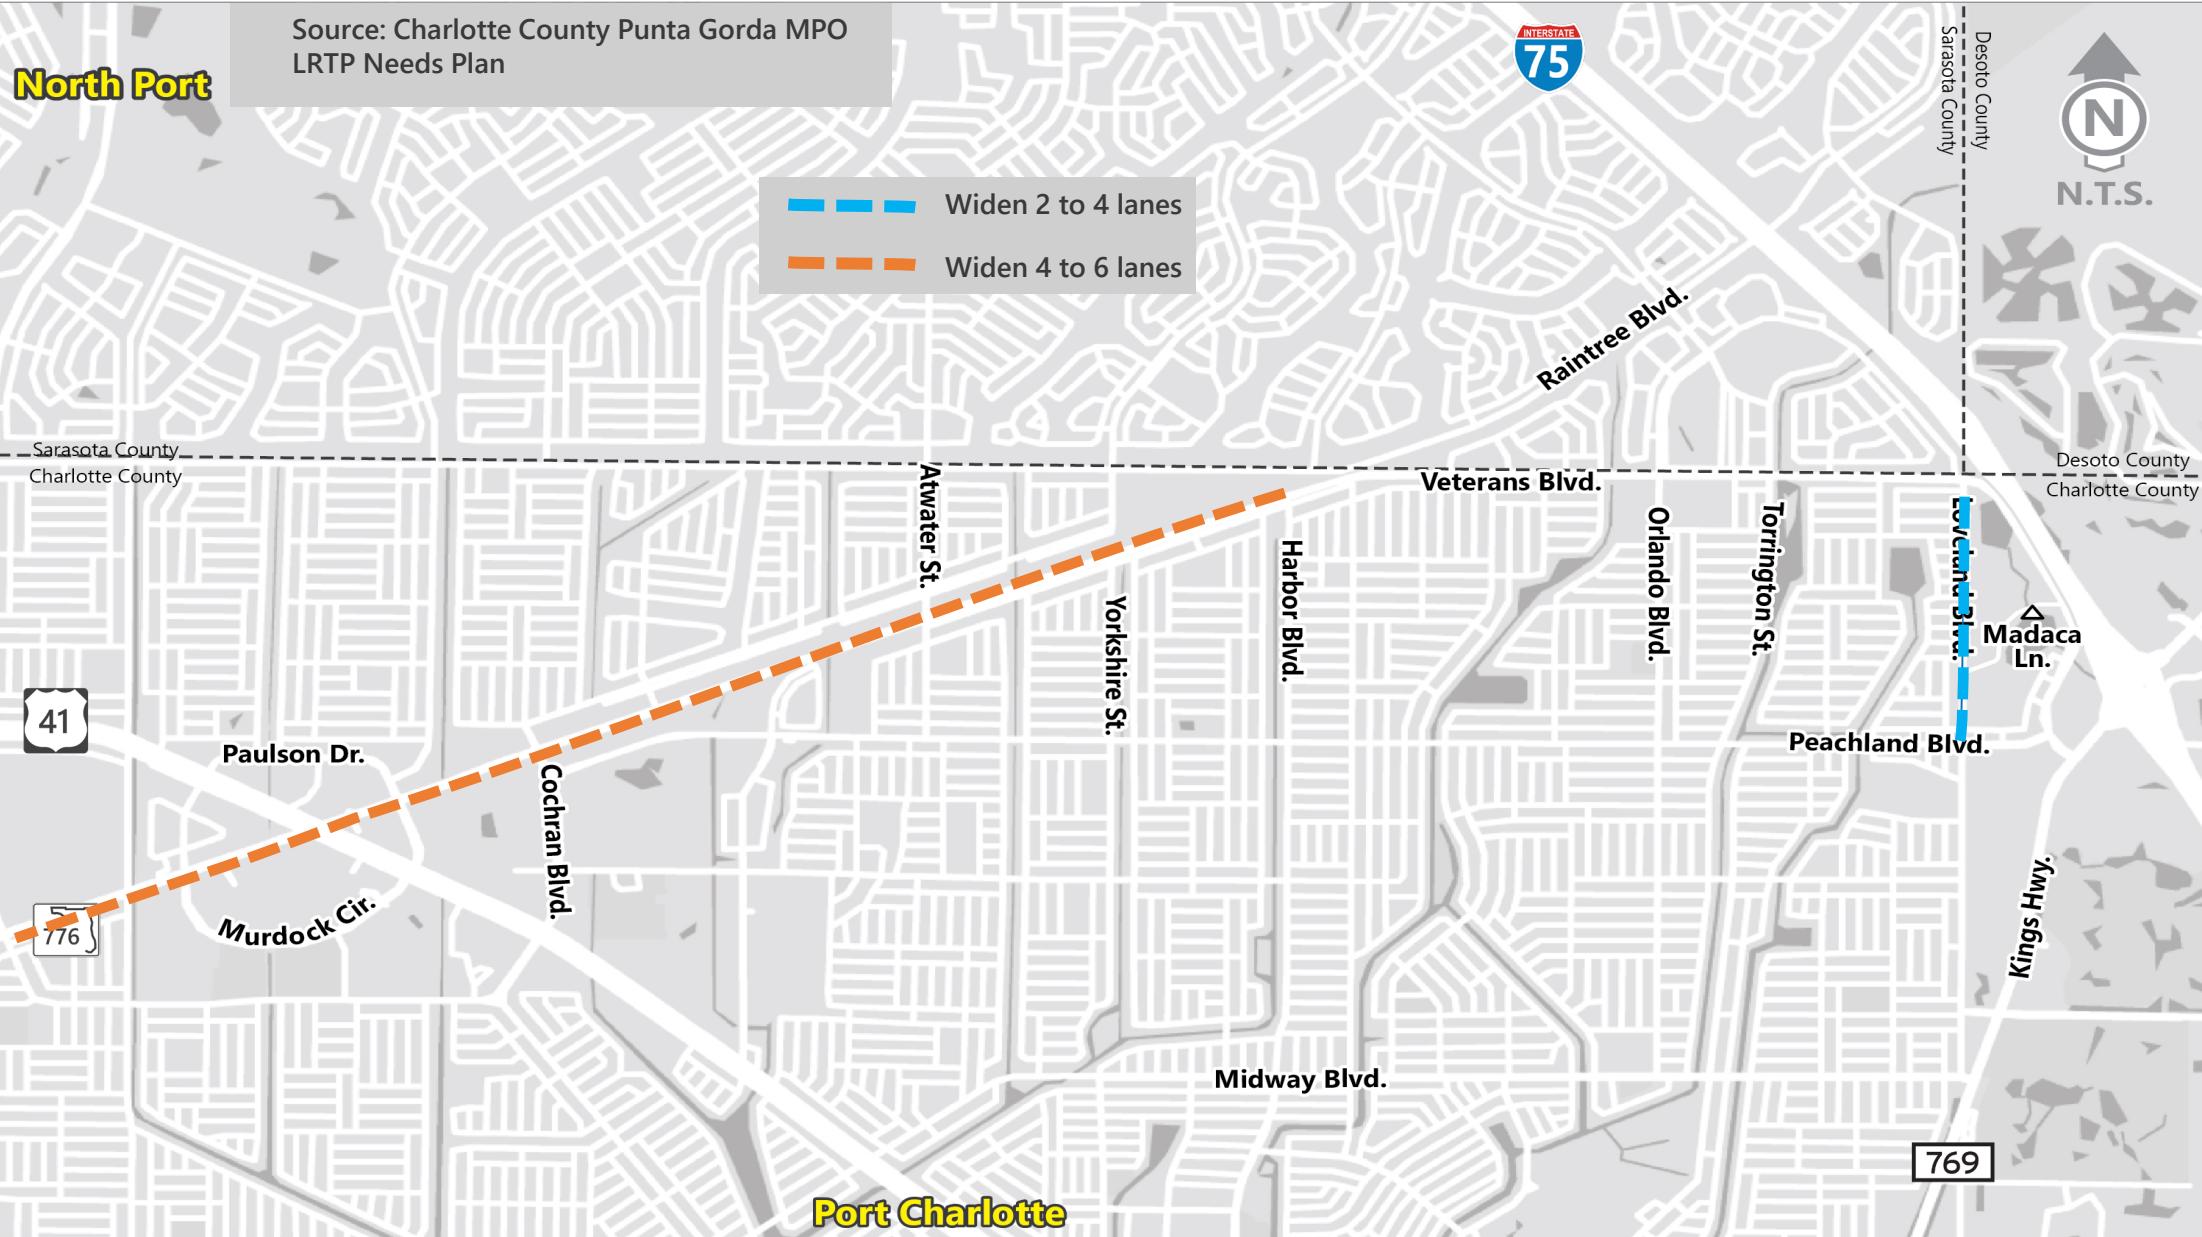 Source: Charlotte County Punta Gorda MPO
LRTP Needs Plan
North Port
INTERSTATE
75
Sarasota County
Desoto County
N
N.T.S.
Widen 2 to 4 lanes
Widen 4 to 6 lanes
Raintree Blvd.
Sarasota County
Charlotte County
Desoto County
Charlotte County
Veterans Blvd.
Atwater St.
Yorkshire St.
Harbor Blvd.
Orlando Blvd.
Torrington St.
Loveland Blvd.
Madaca
Ln.
41
Paulson Dr.
Peachland Blvd.
Cochran Blvd.
776
Murdock Cir.
Kings Hwy.
Midway Blvd.
769
Port Charlotte